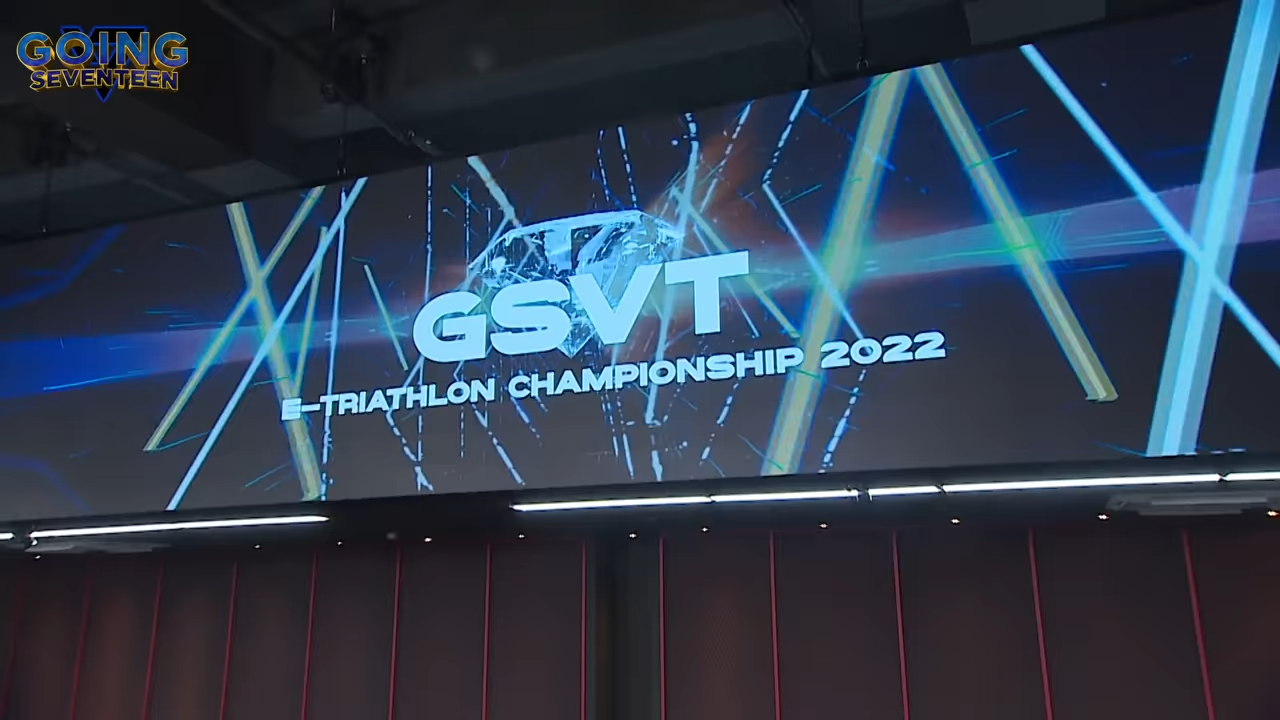 GOING
SEVENTEEN
GSVT
E-TRIATHLON CHAMPIONSHIP 2022